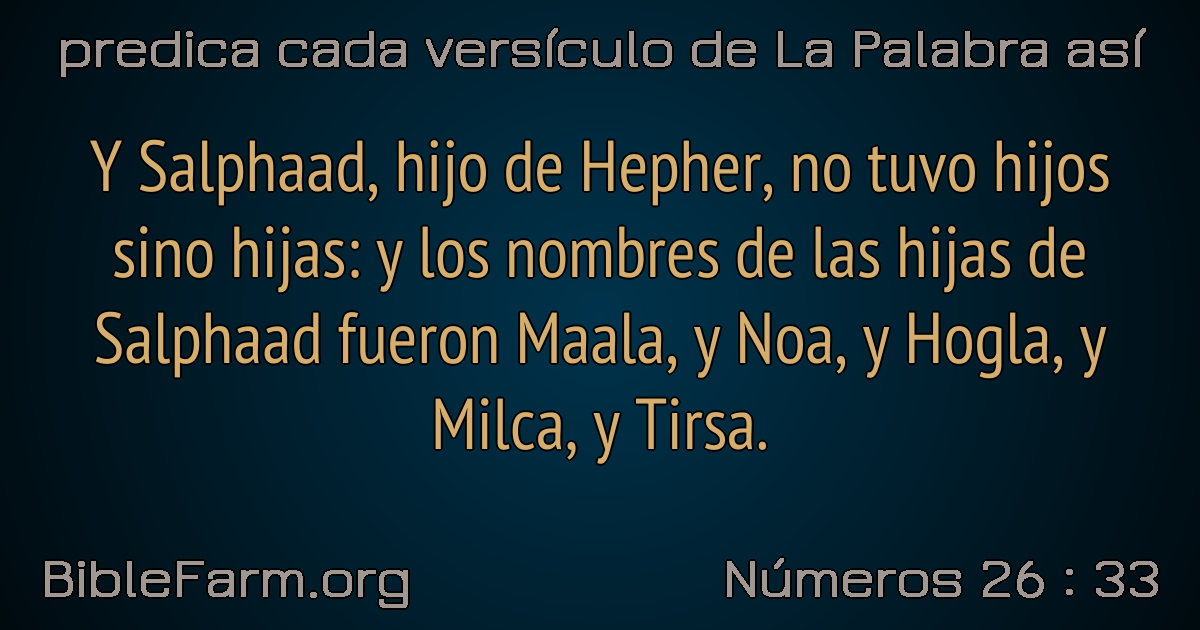 predica cada versículo de La Palabra así
Y Salphaad, hijo de Hepher, no tuvo hijos
sino hijas: y los nombres de las hijas de
Salphaad fueron Maala, y Noa, y Hogla, y
Milca, y Tirsa.
BibleFarm.org
Números 26 : 33